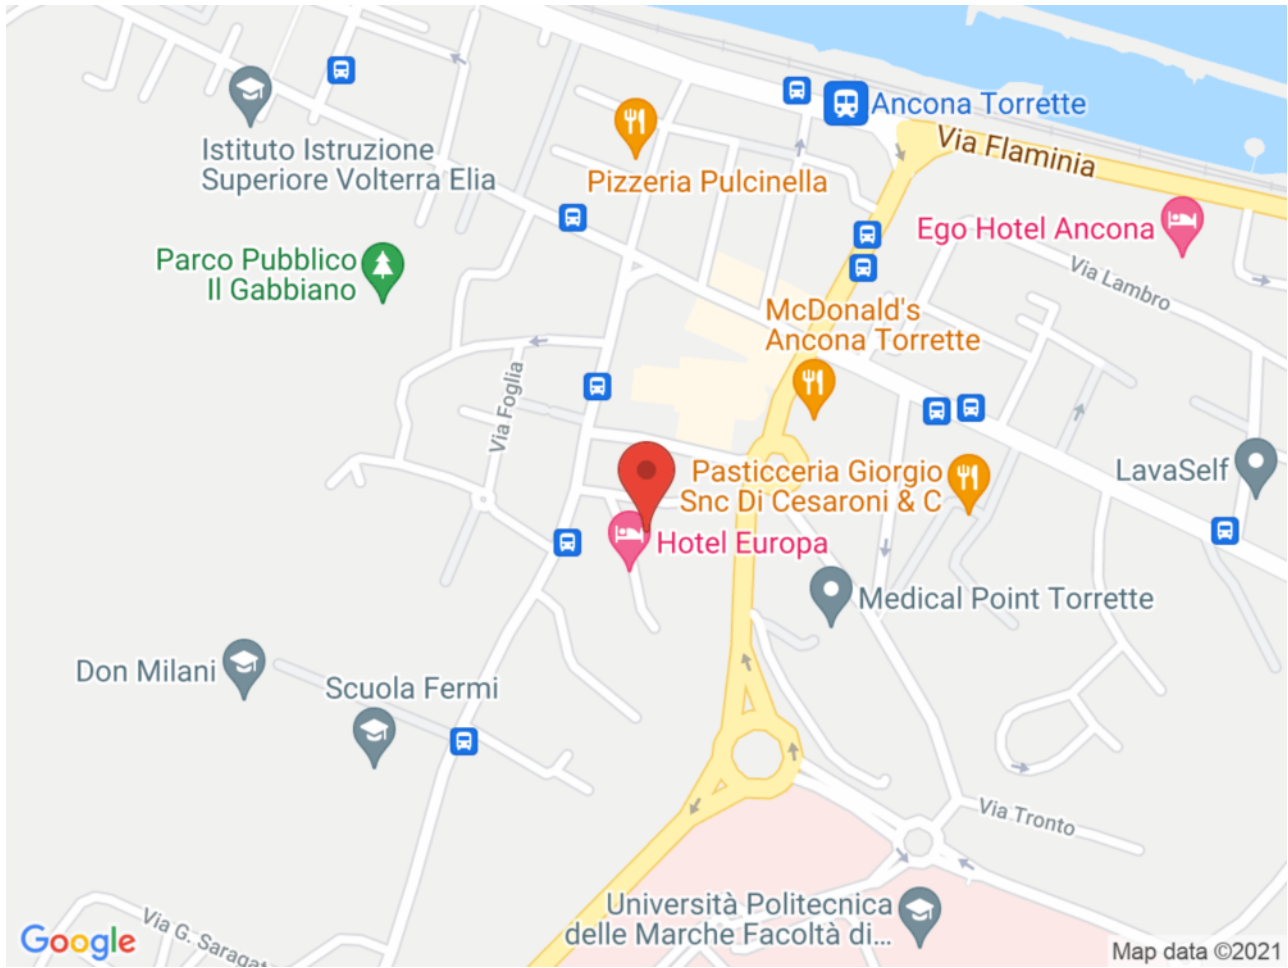 Ancona Torrette
Via Flaminia
Istituto Istruzione
Superiore Volterra Elia
Pizzeria Pulcinella
Ego Hotel Ancona
Parco Pubblico
Il Gabbiano
Via Lambro
McDonald's
Ancona Torrette
Via Foglia
Pasticceria Giorgio
Snc Di Cesaroni & C
LavaSelf
Hotel Europa
Medical Point Torrette
Don Milani
Scuola Fermi
Via Tronto
Università Politecnica
delle Marche Facoltà di...
Via G. Saragat
Google
Map data ©2021